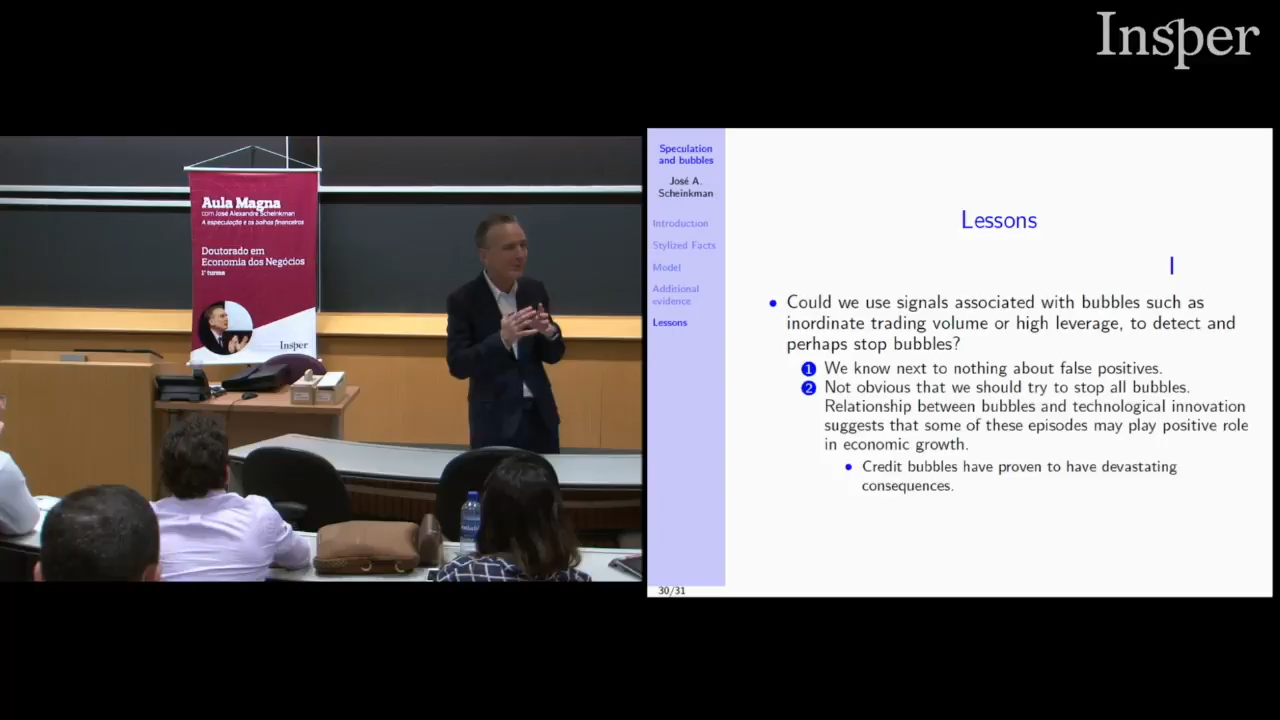 Insper
Aula Magna
com José Alexandre Scheinkman
A especulação e as bolhas financeiras
Doutorado em
Economia dos Negócios
1ª turma
Insper
Speculation
and bubbles
José A.
Scheinkman
Introduction
Stylized Facts
Model
Additional
evidence
Lessons
Lessons
• Could we use signals associated with bubbles such as
inordinate trading volume or high leverage, to detect and
perhaps stop bubbles?
1 We know next to nothing about false positives.
2 Not obvious that we should try to stop all bubbles.
Relationship between bubbles and technological innovation
suggests that some of these episodes may play positive role
in economic growth.
• Credit bubbles have proven to have devastating
consequences.
30/31